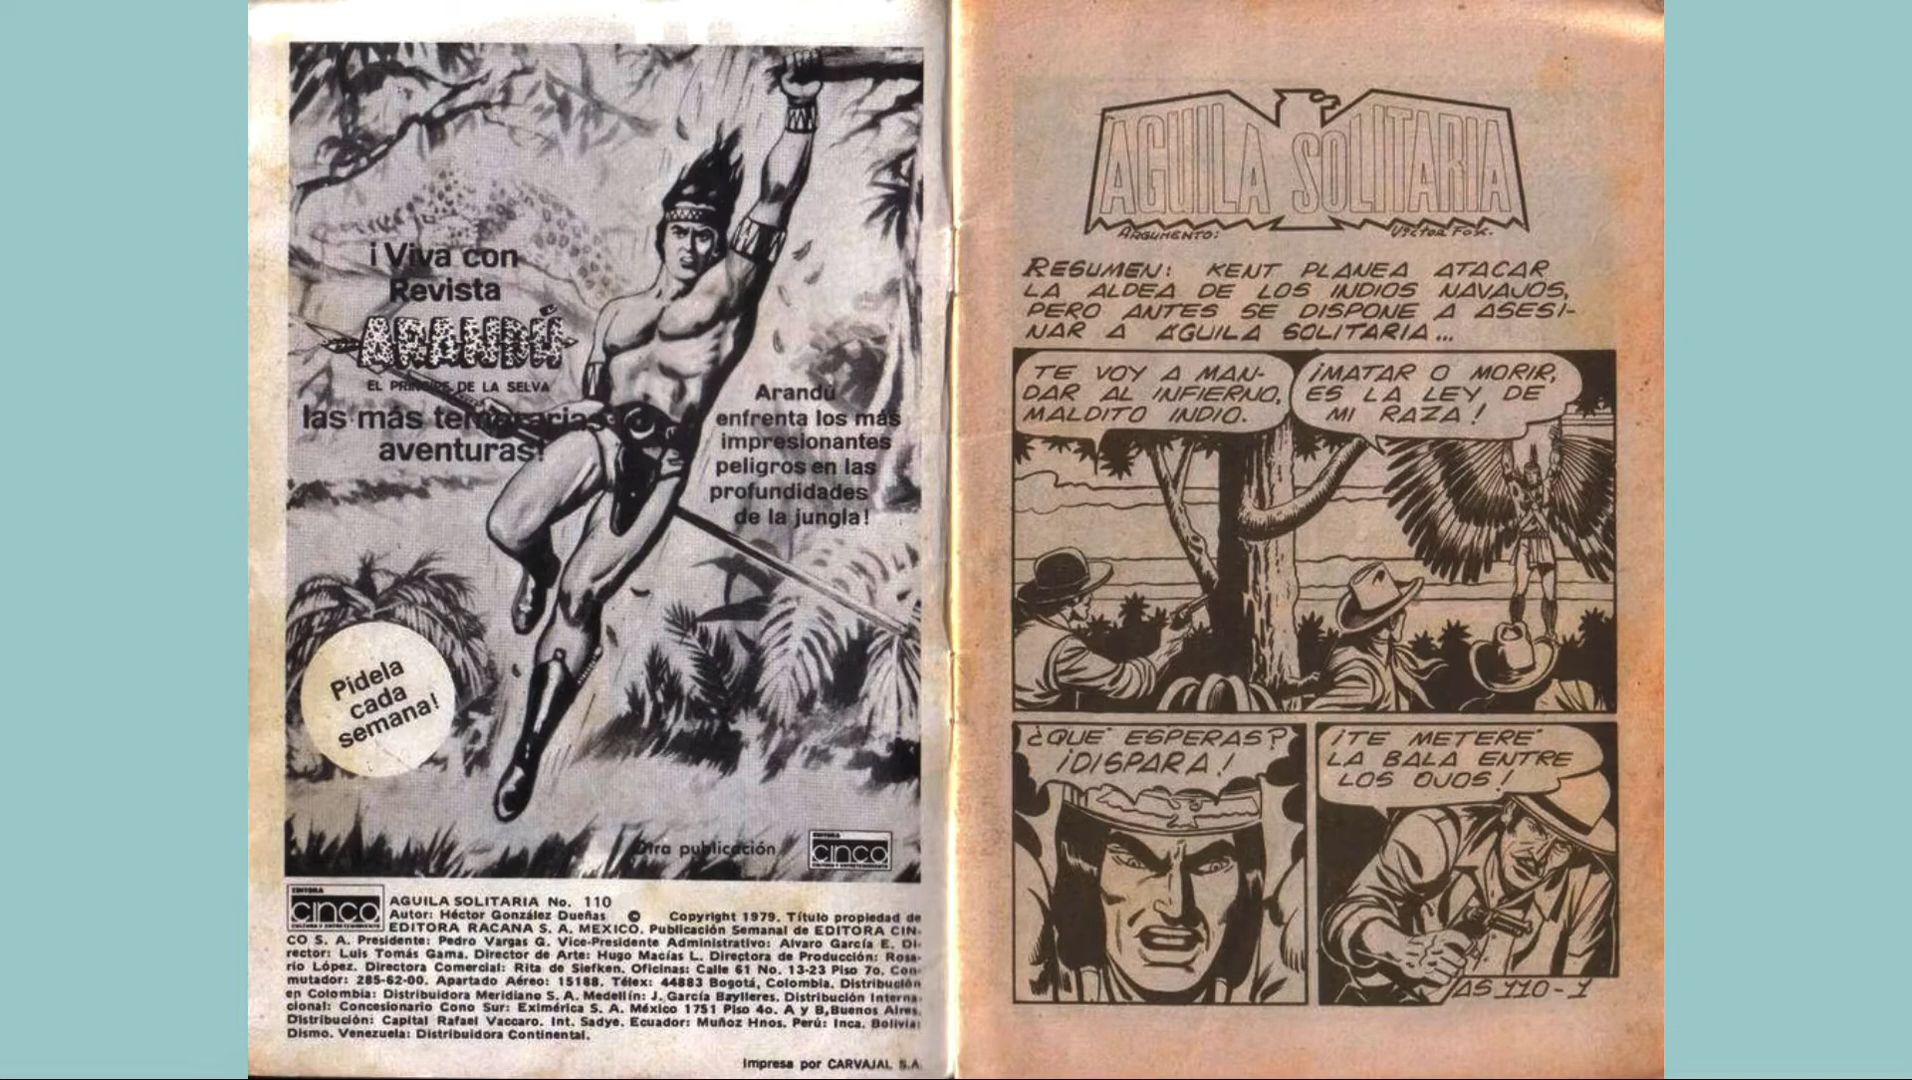 ¡Viva con
Revista
ARANDÚ
EL PRINCIPE DE LA SELVA
las más temerarias
aventuras!
Arandú
enfrenta los más
impresionantes
peligros en las
profundidades
de la jungla!
Pidela
cada
semana!
Otra publicación
EDITORA
CINCO
EDITORA
CINCO
AGUILA SOLITARIA No. 110
Autor: Héctor González Dueñas © Copyright 1979. Título propiedad de
EDITORA RACANA S. A. MEXICO. Publicación Semanal de EDITORA CIN-
CO S. A. Presidente: Pedro Vargas G. Vice-Presidente Administrativo: Alvaro García E. Di-
rector: Luis Tomás Gama. Director de Arte: Hugo Macías L. Directora de Producción: Rosa-
rio López. Directora Comercial: Rita de Siefken. Oficinas: Calle 61 No. 13-23 Piso 7o. Con-
mutador: 285-62-00. Apartado Aéreo: 15188. Télex: 44883 Bogotá, Colombia. Distribución
en Colombia: Distribuidora Meridiano S. A. Medellín: J. García Baylleres. Distribución Interna-
cional: Concesionario Cono Sur: Eximérica S. A. México 1751 Piso 4o. A y B, Buenos Aires.
Distribución: Capital Rafael Vaccaro. Int. Sadye. Ecuador: Muñoz Hnos. Perú: Inca. Bolivia:
Dismo. Venezuela: Distribuidora Continental.
Impresa por CARVAJAL S.A.
AGUILA SOLITARIA
ARGUMENTO: VICTOR FOX.
RESUMEN: KENT PLANEA ATACAR
LA ALDEA DE LOS INDIOS NAVAJOS,
PERO ANTES SE DISPONE A ASESI-
NAR A AGUILA SOLITARIA...
TE VOY A MAN-
DAR AL INFIERNO,
MALDITO INDIO.
¡MATAR O MORIR,
ES LA LEY DE
MI RAZA!
¿QUE ESPERAS?
¡DISPARA!
¡TE METERE
LA BALA ENTRE
LOS OJOS!
AS 110-1